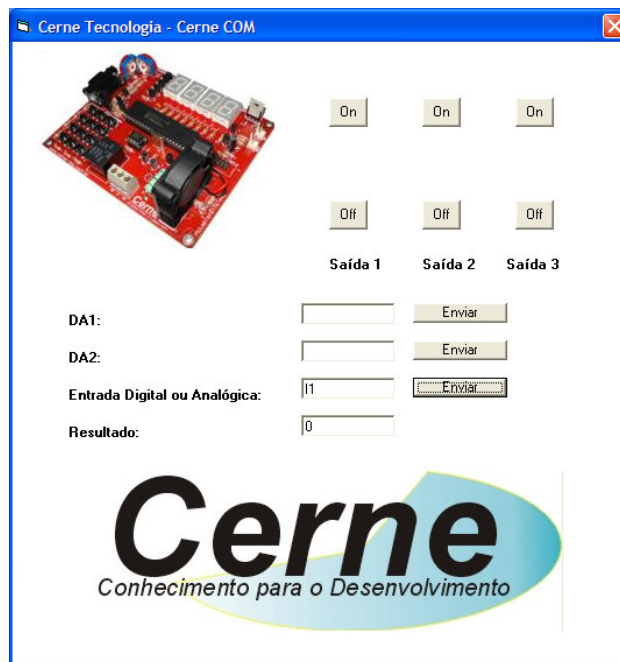 Cerne Tecnologia - Cerne COM
On On On
Off Off Off
Saída 1 Saída 2 Saída 3
DA1: Enviar
DA2: Enviar
Entrada Digital ou Analógica: I1 Enviar
Resultado: 0
Cerne
Cerne
Conhecimento para o Desenvolvimento